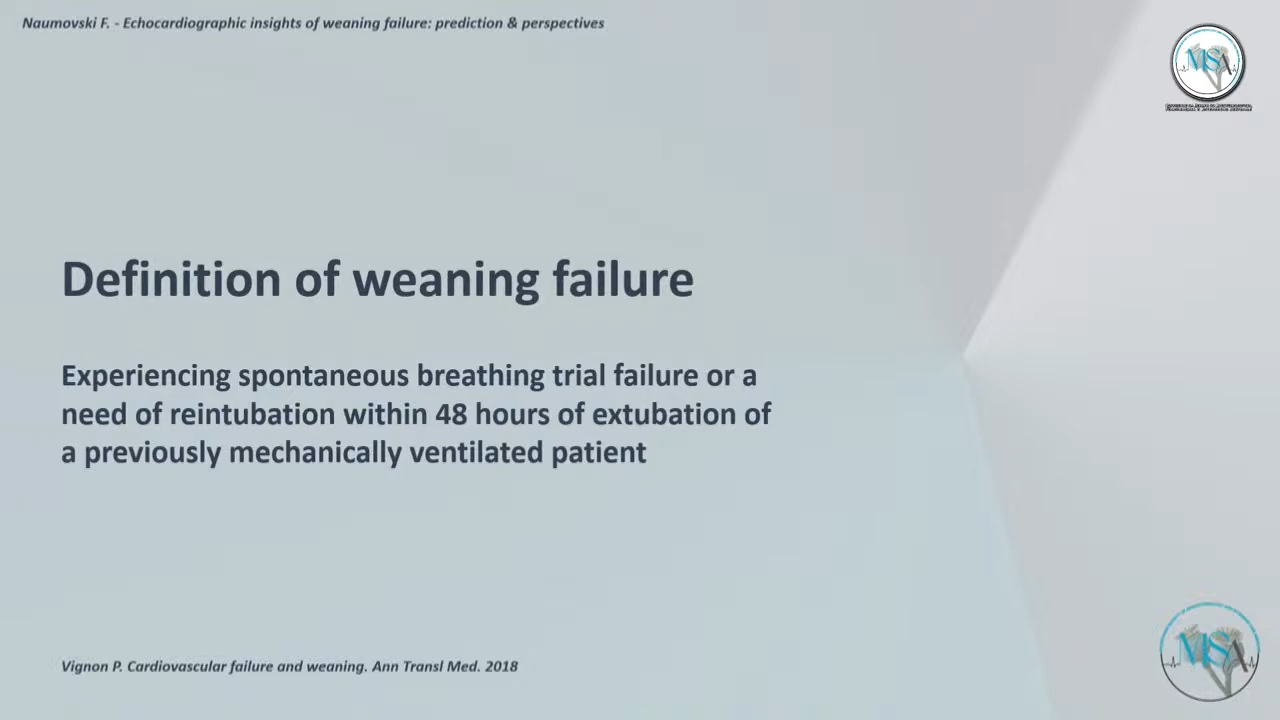 Naumovski F. - Echocardiographic insights of weaning failure: prediction & perspectives
MSA
Definition of weaning failure
Experiencing spontaneous breathing trial failure or a
need of reintubation within 48 hours of extubation of
a previously mechanically ventilated patient
Vignon P. Cardiovascular failure and weaning. Ann Transl Med. 2018
MSA